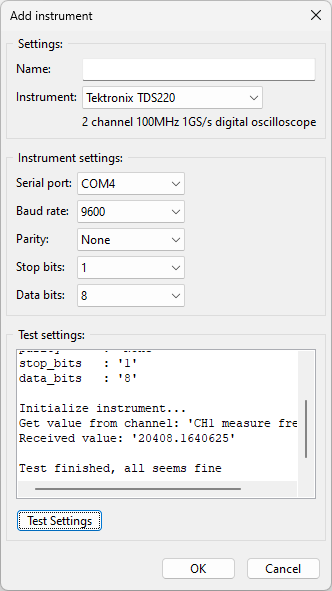 Add instrument
Settings:
Name:
Instrument: Tektronix TDS220
2 channel 100MHz 1GS/s digital oscilloscope
Instrument settings:
Serial port: COM4
Baud rate: 9600
Parity: None
Stop bits: 1
Data bits: 8
Test settings:
stop_bits : '1'
data_bits : '8'
Initialize instrument...
Get value from channel: 'CH1 measure fre
Received value: '20408.1640625'
Test finished, all seems fine
Test Settings
OK Cancel